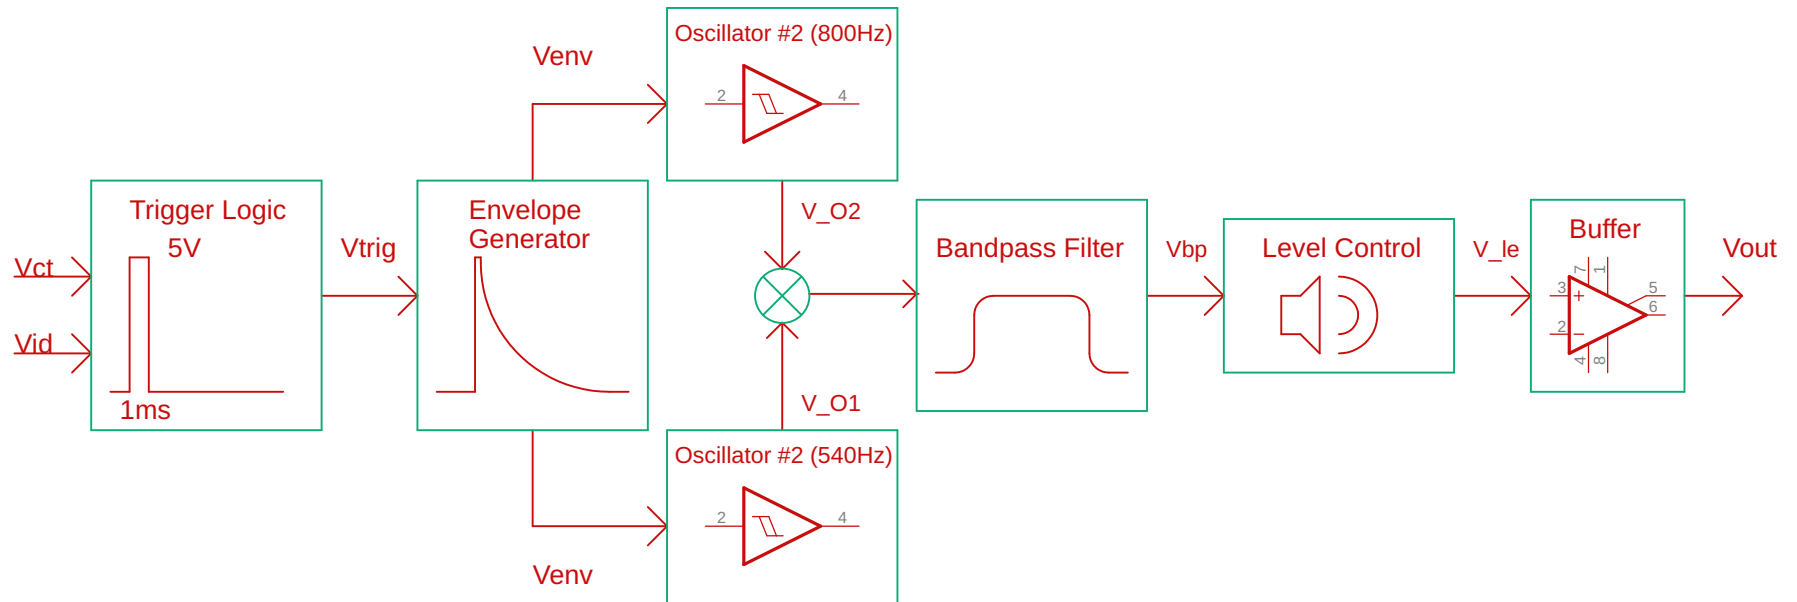 Oscillator #2 (800Hz)
2
4
Venv
Trigger Logic
5V
1ms
Vct
Vid
Vtrig
Envelope
Generator
V_O2
V_O1
Oscillator #2 (540Hz)
2
4
Venv
Bandpass Filter
Vbp
Level Control
V_le
Buffer
7
1
3
+
5
6
2
−
4
8
Vout